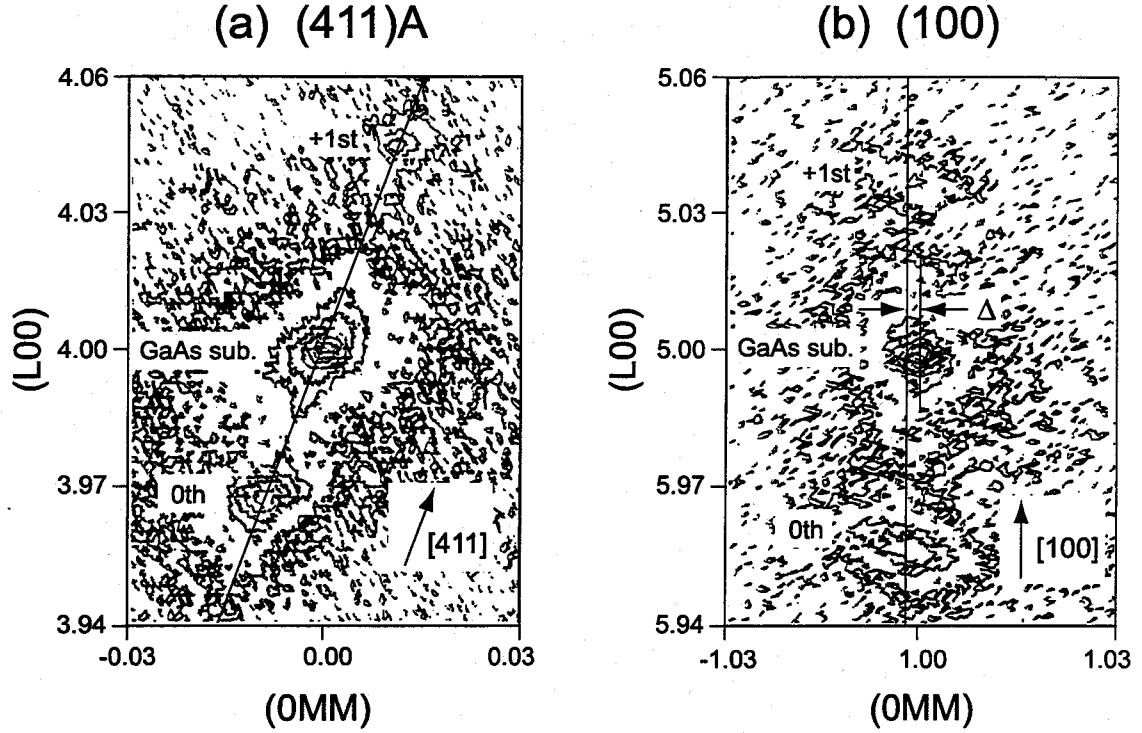 (a) (411)A
4.06
4.03
4.00
3.97
3.94
(L00)
+1st
GaAs sub.
0th
[411]
-0.03
0.00
0.03
(0MM)
(b) (100)
5.06
5.03
5.00
5.97
5.94
(L00)
+1st
Δ
GaAs sub.
0th
[100]
-1.03
1.00
1.03
(0MM)